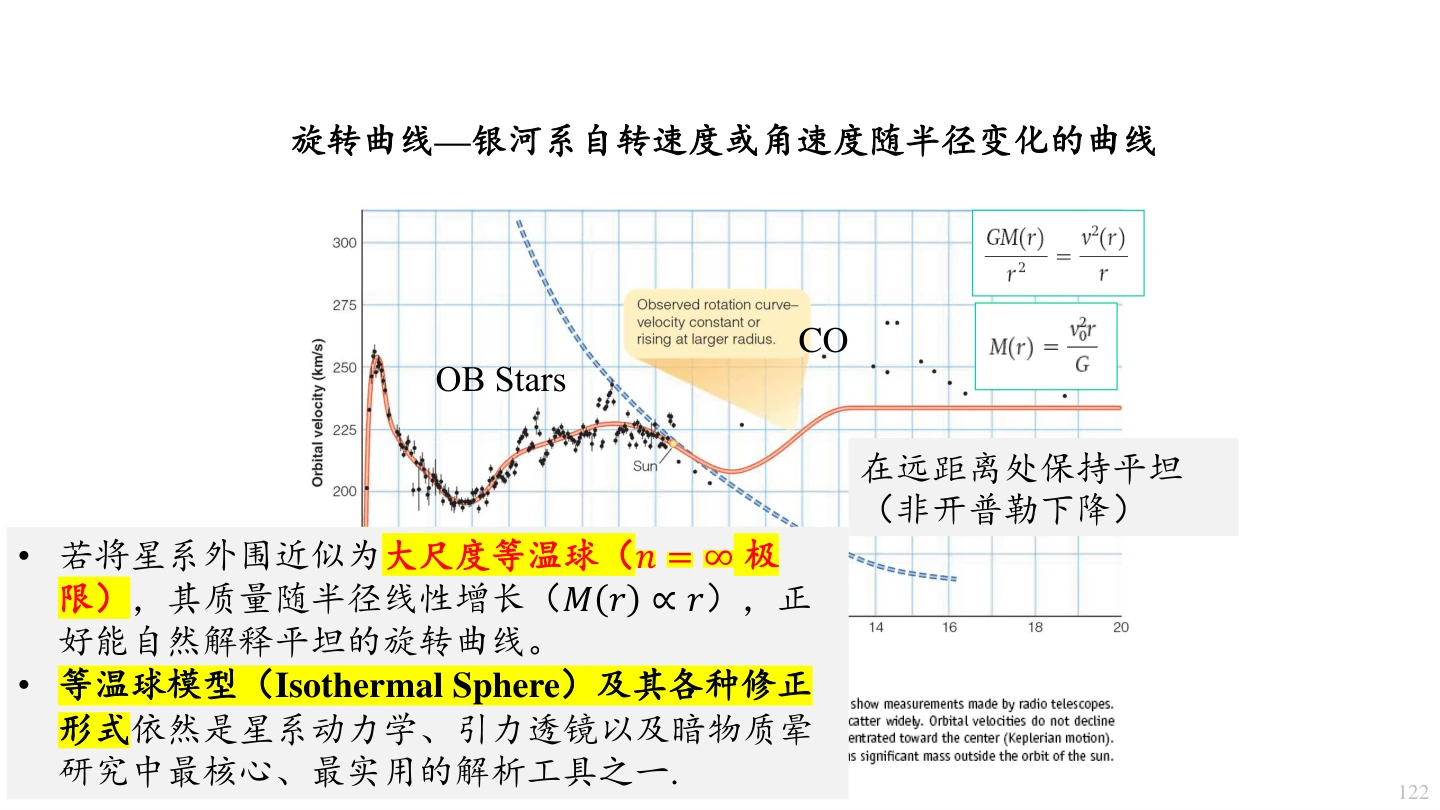 旋转曲线—银河系自转速度或角速度随半径变化的曲线
300
275
250
225
200
Orbital velocity (km/s)
Observed rotation curve–
velocity constant or
rising at larger radius.
OB Stars
CO
Sun
GM(r)/r² = v²(r)/r
M(r) = v₀²r/G
在远距离处保持平坦
（非开普勒下降）
14 16 18 20
• 若将星系外围近似为大尺度等温球（n = ∞ 极
限），其质量随半径线性增长（M(r) ∝ r），正
好能自然解释平坦的旋转曲线。
• 等温球模型（Isothermal Sphere）及其各种修正
形式依然是星系动力学、引力透镜以及暗物质晕
研究中最核心、最实用的解析工具之一.
show measurements made by radio telescopes.
catter widely. Orbital velocities do not decline
entrated toward the center (Keplerian motion).
is significant mass outside the orbit of the sun.
122